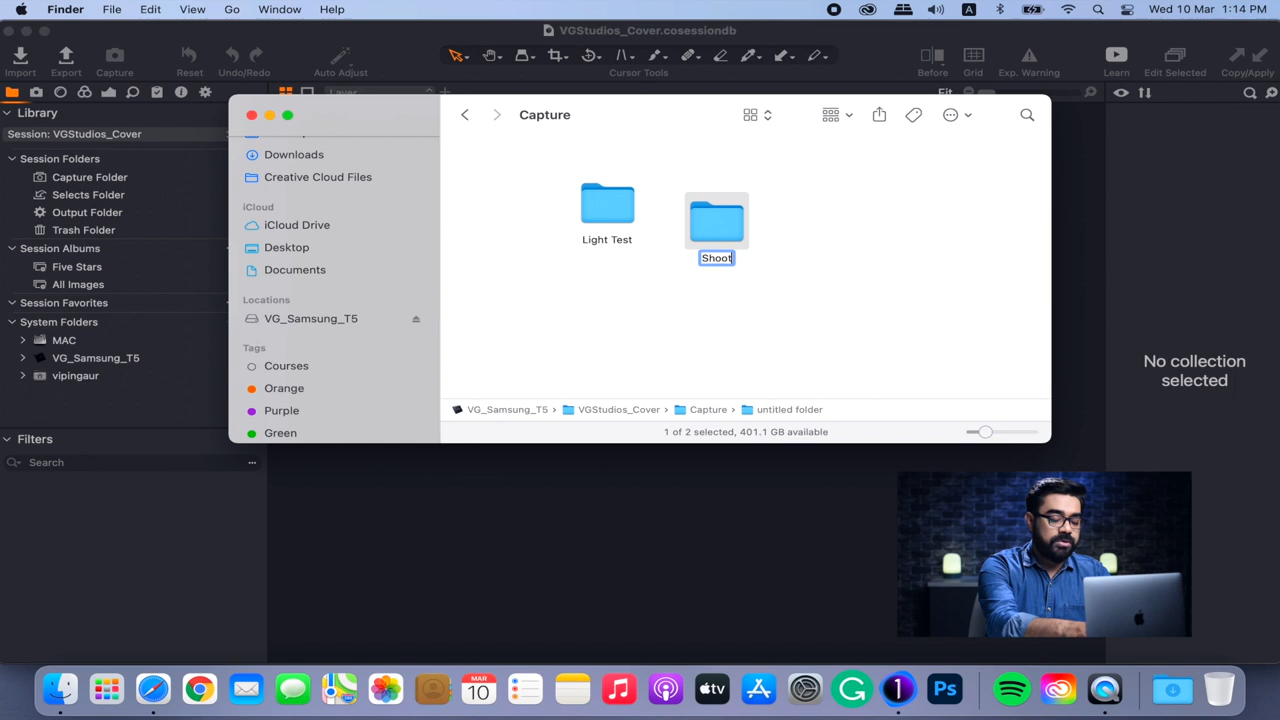 Finder File Edit View Go Window Help
A Wed 10 Mar 1:14 PM
VGStudios_Cover.cosessiondb
Import Export Capture Reset Undo/Redo Auto Adjust Cursor Tools Before Grid Exp. Warning Learn Edit Selected Copy/Apply
Layer Fit
Library
Session: VGStudios_Cover
Session Folders
Capture Folder
Selects Folder
Output Folder
Trash Folder
Session Albums
Five Stars
All Images
Session Favorites
System Folders
MAC
VG_Samsung_T5
vipingaur
Filters
Search
Capture
Downloads
Creative Cloud Files
iCloud
iCloud Drive
Desktop
Documents
Locations
VG_Samsung_T5
Tags
Courses
Orange
Purple
Green
Light Test
Shoot
VG_Samsung_T5 › VGStudios_Cover › Capture › untitled folder
1 of 2 selected, 401.1 GB available
No collection
selected
MAR
10
tv
1
Ps